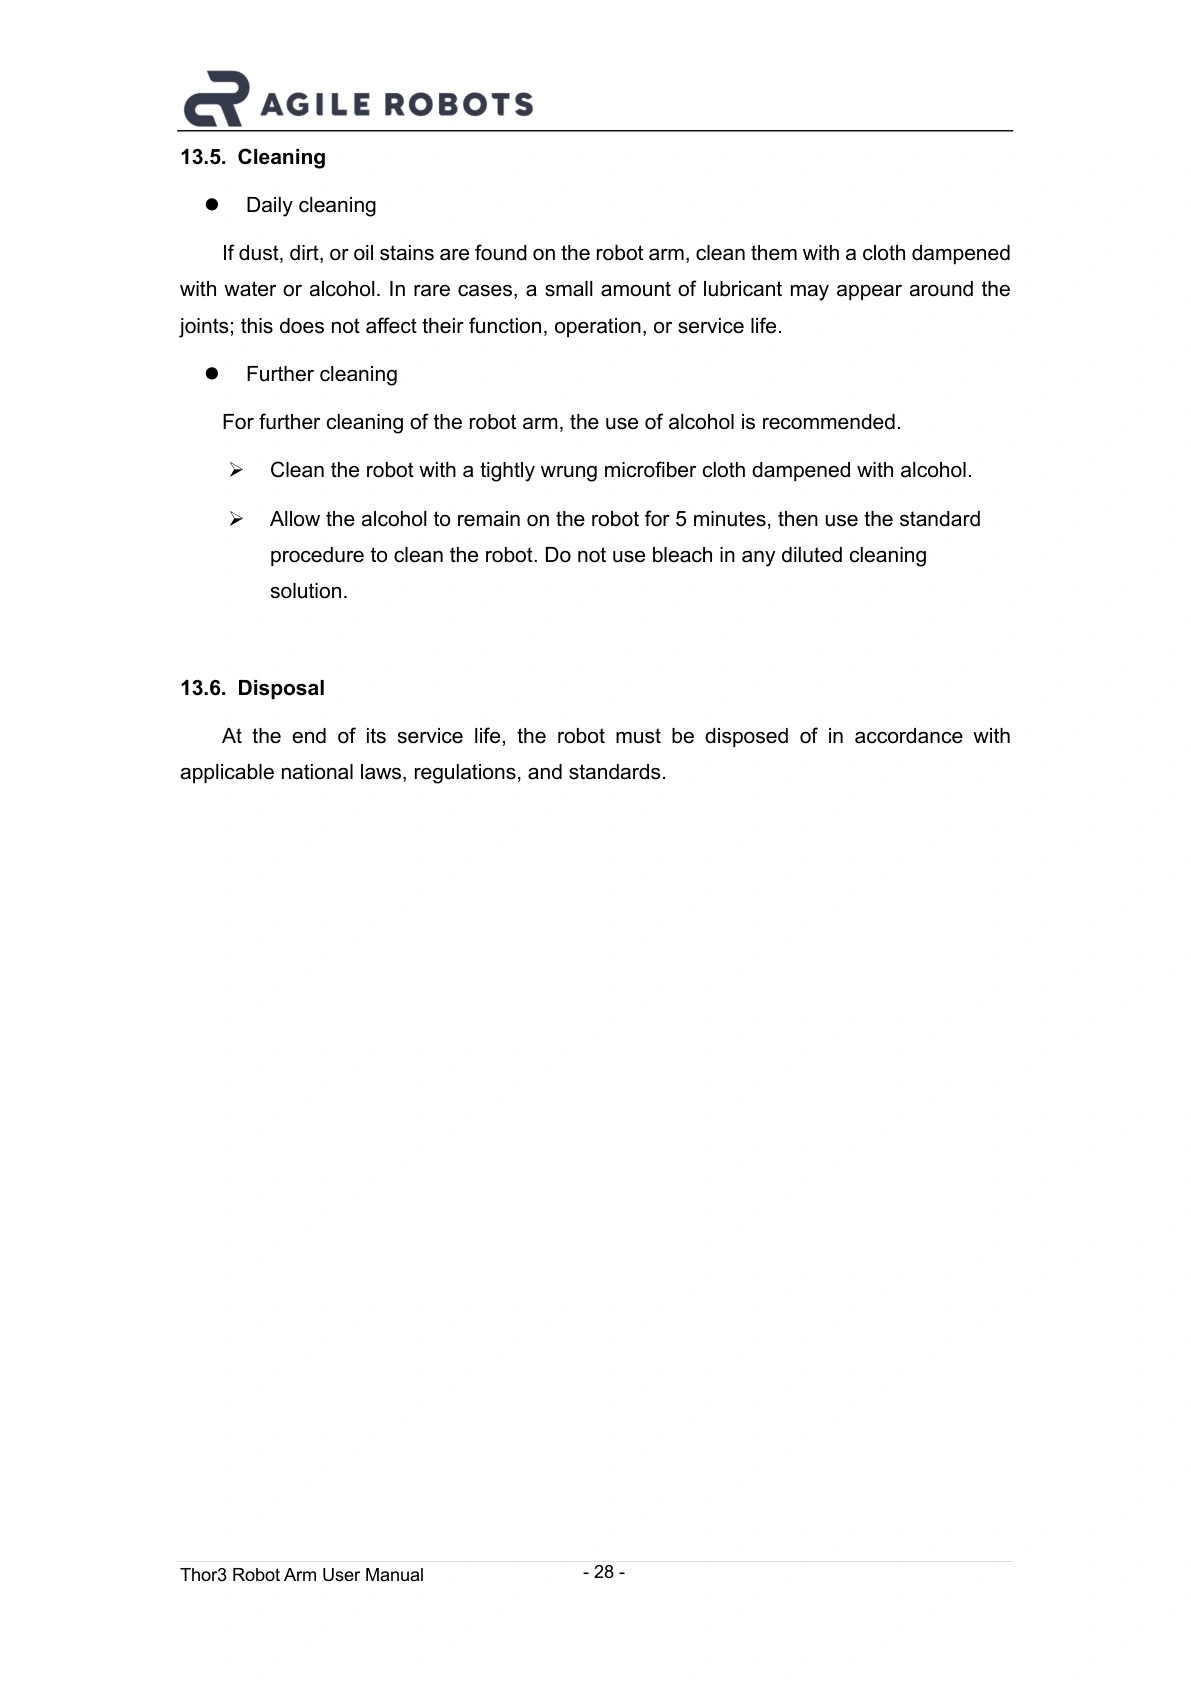 AGILE ROBOTS
13.5. Cleaning
● Daily cleaning
If dust, dirt, or oil stains are found on the robot arm, clean them with a cloth dampened
with water or alcohol. In rare cases, a small amount of lubricant may appear around the
joints; this does not affect their function, operation, or service life.
● Further cleaning
For further cleaning of the robot arm, the use of alcohol is recommended.
➢ Clean the robot with a tightly wrung microfiber cloth dampened with alcohol.
➢ Allow the alcohol to remain on the robot for 5 minutes, then use the standard
procedure to clean the robot. Do not use bleach in any diluted cleaning
solution.
13.6. Disposal
At the end of its service life, the robot must be disposed of in accordance with
applicable national laws, regulations, and standards.
Thor3 Robot Arm User Manual - 28 -